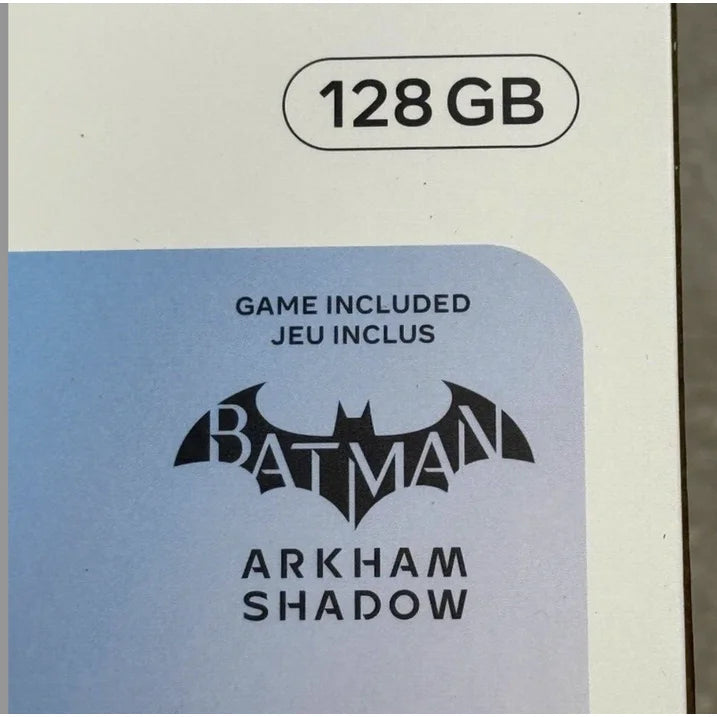 128 GB
GAME INCLUDED
JEU INCLUS
BATMAN
ARKHAM
SHADOW